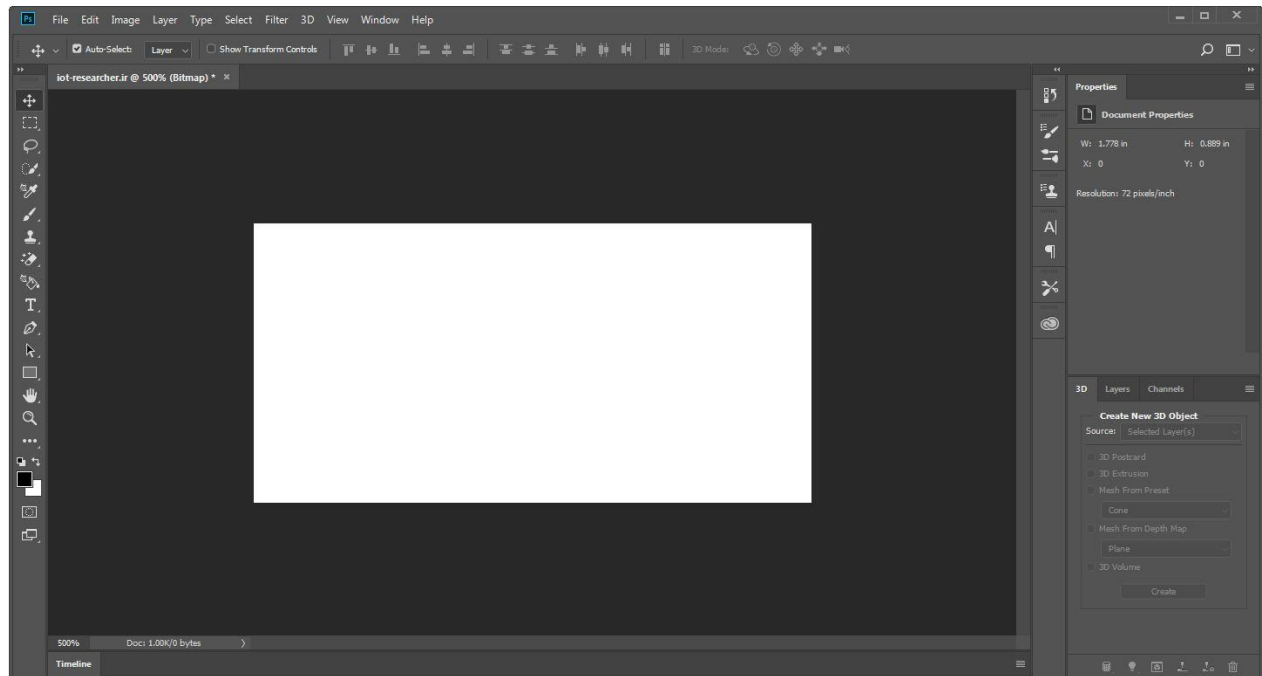 Ps File Edit Image Layer Type Select Filter 3D View Window Help
Auto-Select: Layer Show Transform Controls 3D Mode:
iot-researcher.ir @ 500% (Bitmap) * ×
Properties
Document Properties
W: 1.778 in H: 0.889 in
X: 0 Y: 0
Resolution: 72 pixels/inch
3D Layers Channels
Create New 3D Object
Source: Selected Layer(s)
3D Postcard
3D Extrusion
Mesh From Preset
Cone
Mesh From Depth Map
Plane
3D Volume
Create
500% Doc: 1.00K/0 bytes
Timeline